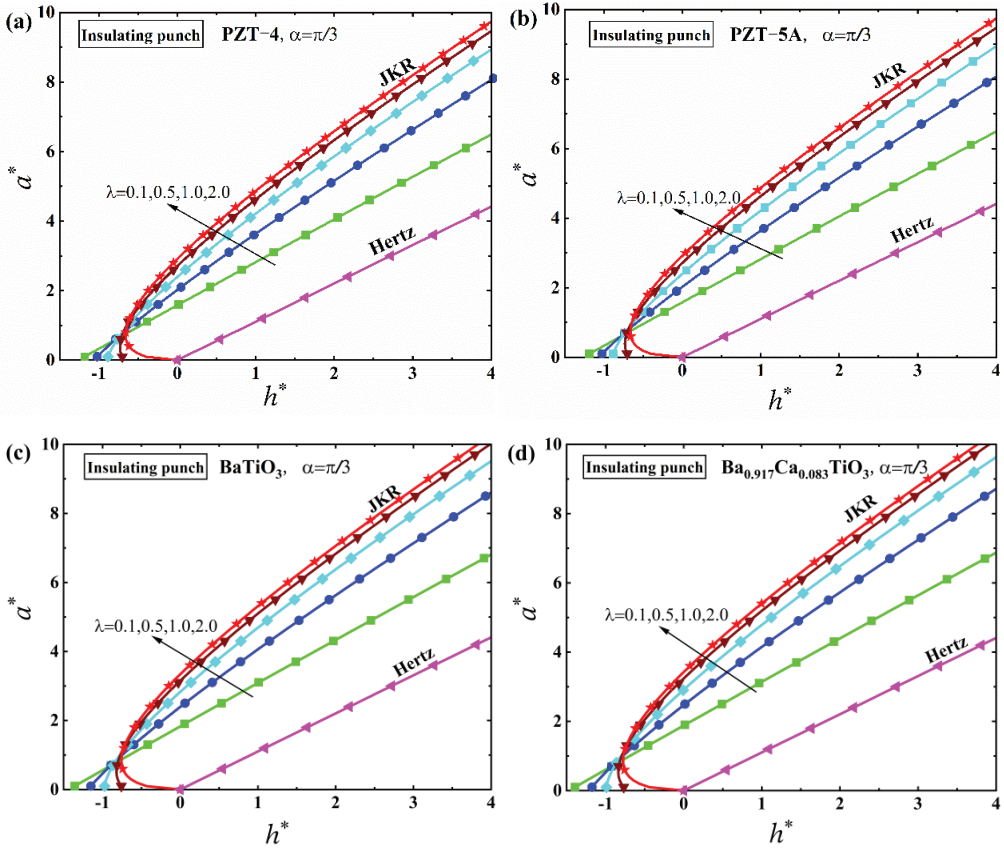 (a)
Insulating punch PZT−4, α=π/3
JKR
λ=0.1,0.5,1.0,2.0
Hertz
10
8
6
4
2
0
a*
-1 0 1 2 3 4
h*
(b)
Insulating punch PZT−5A, α=π/3
JKR
λ=0.1,0.5,1.0,2.0
Hertz
10
8
6
4
2
0
a*
-1 0 1 2 3 4
h*
(c)
Insulating punch BaTiO₃, α=π/3
JKR
λ=0.1,0.5,1.0,2.0
Hertz
10
8
6
4
2
0
a*
-1 0 1 2 3 4
h*
(d)
Insulating punch Ba₀.₉₁₇Ca₀.₀₈₃TiO₃, α=π/3
JKR
λ=0.1,0.5,1.0,2.0
Hertz
10
8
6
4
2
0
a*
-1 0 1 2 3 4
h*